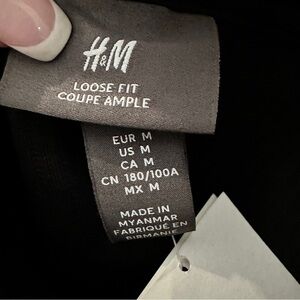 H&M
LOOSE FIT
COUPE AMPLE
EUR M
US M
CA M
CN 180/100A
MX M
MADE IN
MYANMAR
FABRIQUÉ EN
BIRMANIE